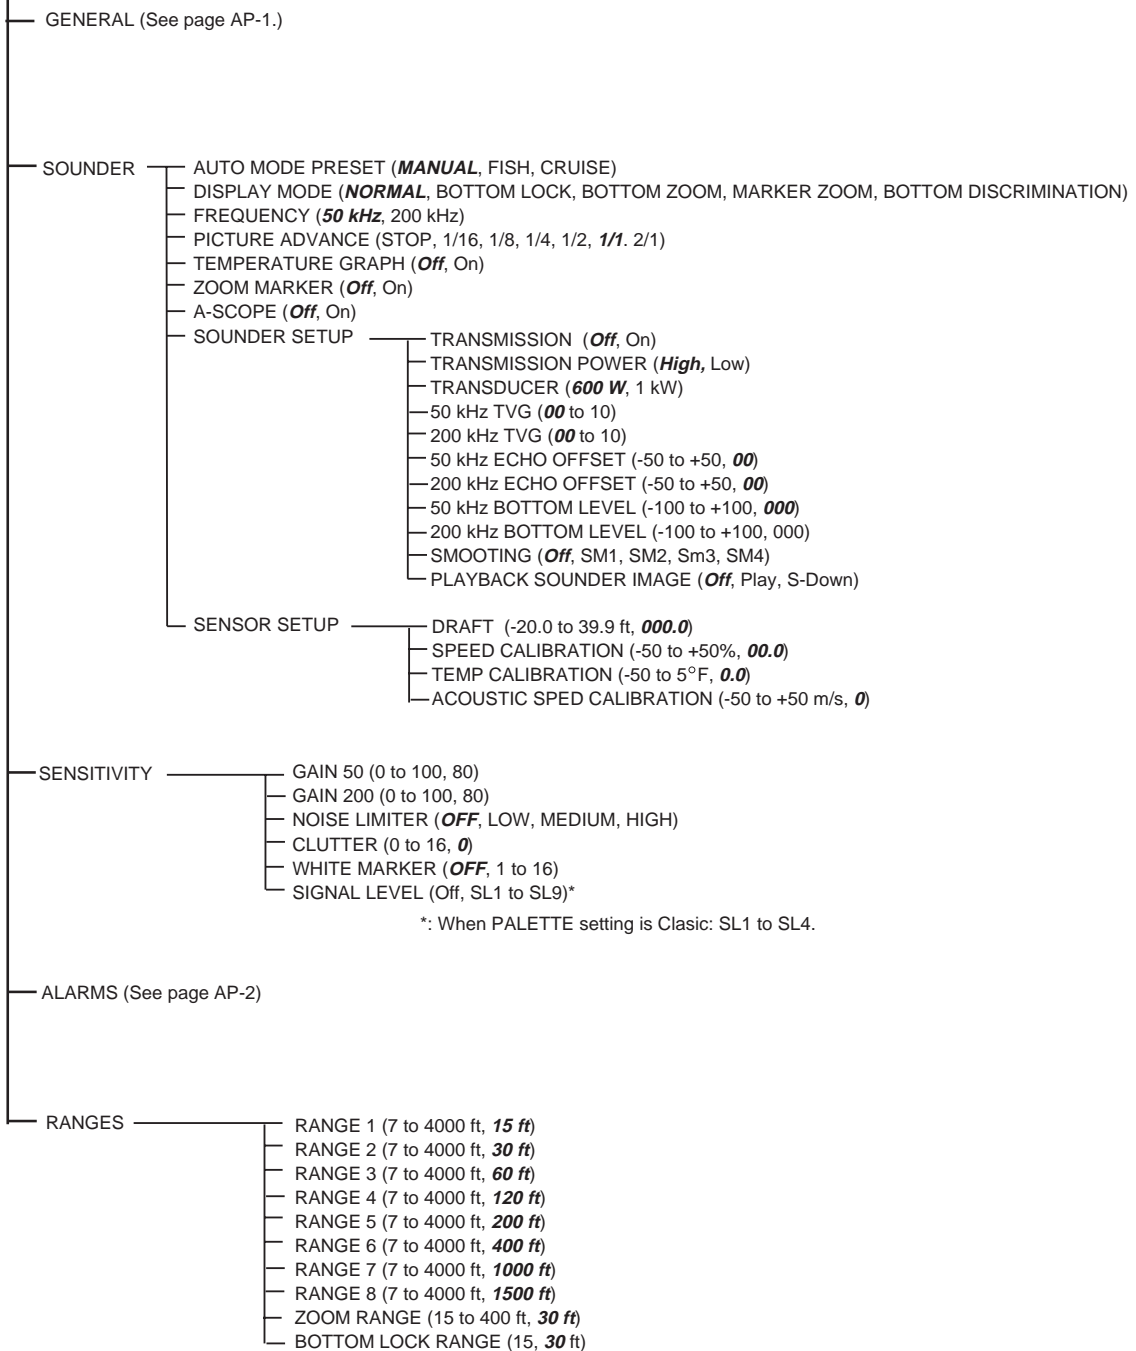 GENERAL (See page AP-1.)
SOUNDER
AUTO MODE PRESET (MANUAL, FISH, CRUISE)
DISPLAY MODE (NORMAL, BOTTOM LOCK, BOTTOM ZOOM, MARKER ZOOM, BOTTOM DISCRIMINATION)
FREQUENCY (50 kHz, 200 kHz)
PICTURE ADVANCE (STOP, 1/16, 1/8, 1/4, 1/2, 1/1. 2/1)
TEMPERATURE GRAPH (Off, On)
ZOOM MARKER (Off, On)
A-SCOPE (Off, On)
SOUNDER SETUP
TRANSMISSION (Off, On)
TRANSMISSION POWER (High, Low)
TRANSDUCER (600 W, 1 kW)
50 kHz TVG (00 to 10)
200 kHz TVG (00 to 10)
50 kHz ECHO OFFSET (-50 to +50, 00)
200 kHz ECHO OFFSET (-50 to +50, 00)
50 kHz BOTTOM LEVEL (-100 to +100, 000)
200 kHz BOTTOM LEVEL (-100 to +100, 000)
SMOOTING (Off, SM1, SM2, Sm3, SM4)
PLAYBACK SOUNDER IMAGE (Off, Play, S-Down)
SENSOR SETUP
DRAFT (-20.0 to 39.9 ft, 000.0)
SPEED CALIBRATION (-50 to +50%, 00.0)
TEMP CALIBRATION (-50 to 5°F, 0.0)
ACOUSTIC SPED CALIBRATION (-50 to +50 m/s, 0)
SENSITIVITY
GAIN 50 (0 to 100, 80)
GAIN 200 (0 to 100, 80)
NOISE LIMITER (OFF, LOW, MEDIUM, HIGH)
CLUTTER (0 to 16, 0)
WHITE MARKER (OFF, 1 to 16)
SIGNAL LEVEL (Off, SL1 to SL9)*
*: When PALETTE setting is Clasic: SL1 to SL4.
ALARMS (See page AP-2)
RANGES
RANGE 1 (7 to 4000 ft, 15 ft)
RANGE 2 (7 to 4000 ft, 30 ft)
RANGE 3 (7 to 4000 ft, 60 ft)
RANGE 4 (7 to 4000 ft, 120 ft)
RANGE 5 (7 to 4000 ft, 200 ft)
RANGE 6 (7 to 4000 ft, 400 ft)
RANGE 7 (7 to 4000 ft, 1000 ft)
RANGE 8 (7 to 4000 ft, 1500 ft)
ZOOM RANGE (15 to 400 ft, 30 ft)
BOTTOM LOCK RANGE (15, 30 ft)